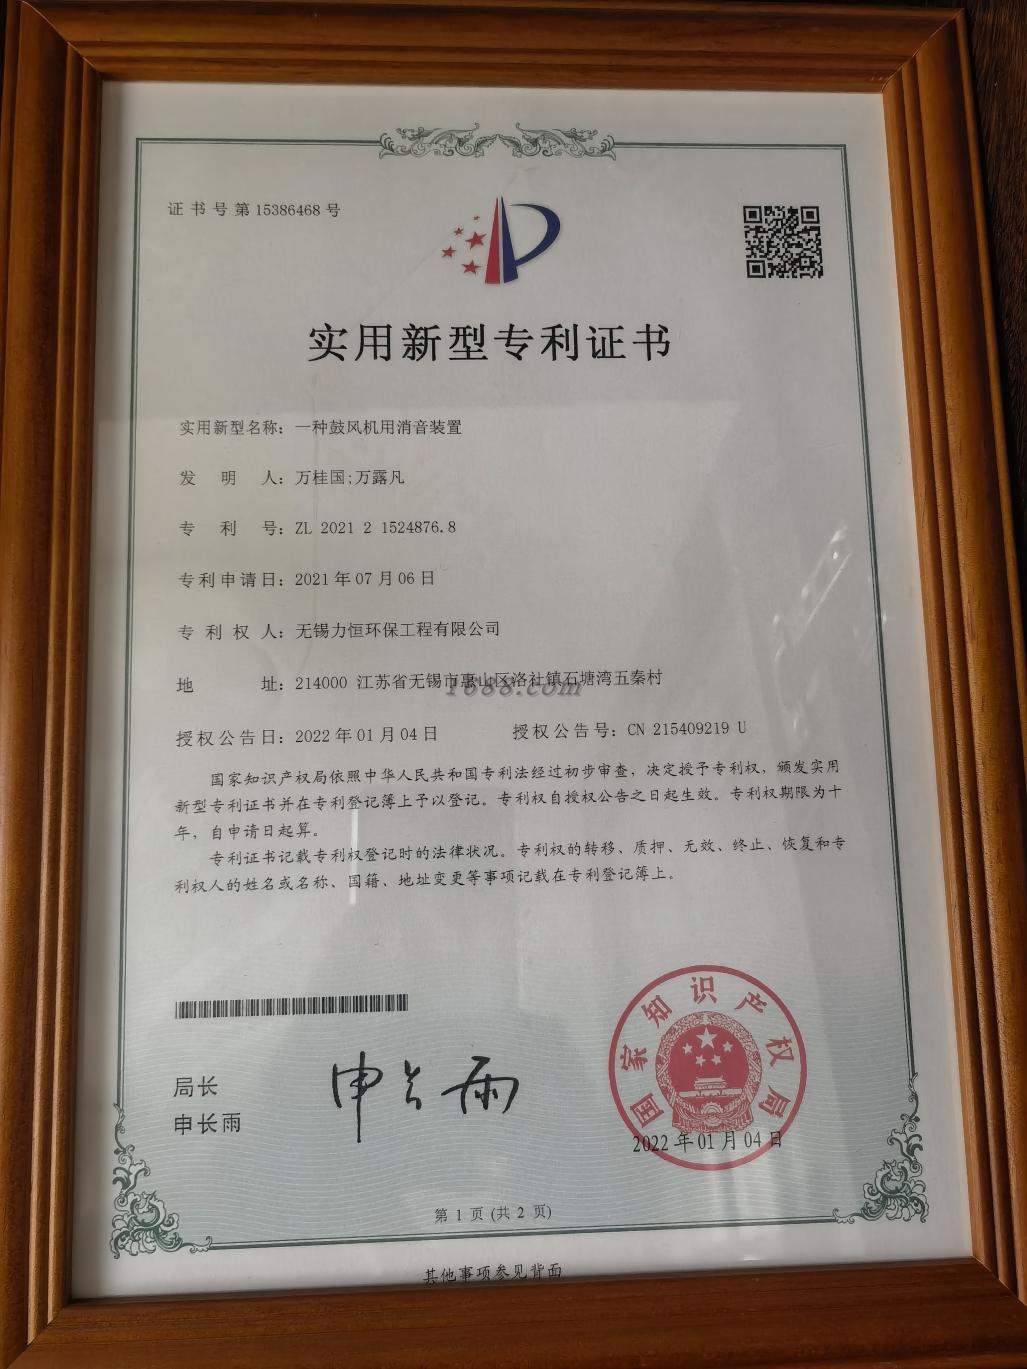 证书号第15386468号
实用新型专利证书
实用新型名称：一种鼓风机用消音装置
发明人：万桂国;万露凡
专利号：ZL 2021 2 1524876.8
专利申请日：2021年07月06日
专利权人：无锡力恒环保工程有限公司
地址：214000 江苏省无锡市惠山区洛社镇石塘湾五秦村
1688.com
授权公告日：2022年01月04日 授权公告号：CN 215409219 U
国家知识产权局依照中华人民共和国专利法经过初步审查，决定授予专利权，颁发实用
新型专利证书并在专利登记簿上予以登记。专利权自授权公告之日起生效。专利权期限为十
年，自申请日起算。
专利证书记载专利权登记时的法律状况。专利权的转移、质押、无效、终止、恢复和专
利权人的姓名或名称、国籍、地址变更等事项记载在专利登记簿上。
国家知识产权局
局长
申长雨
申长雨
2022年01月04日
第 1 页 (共 2 页)
其他事项参见背面